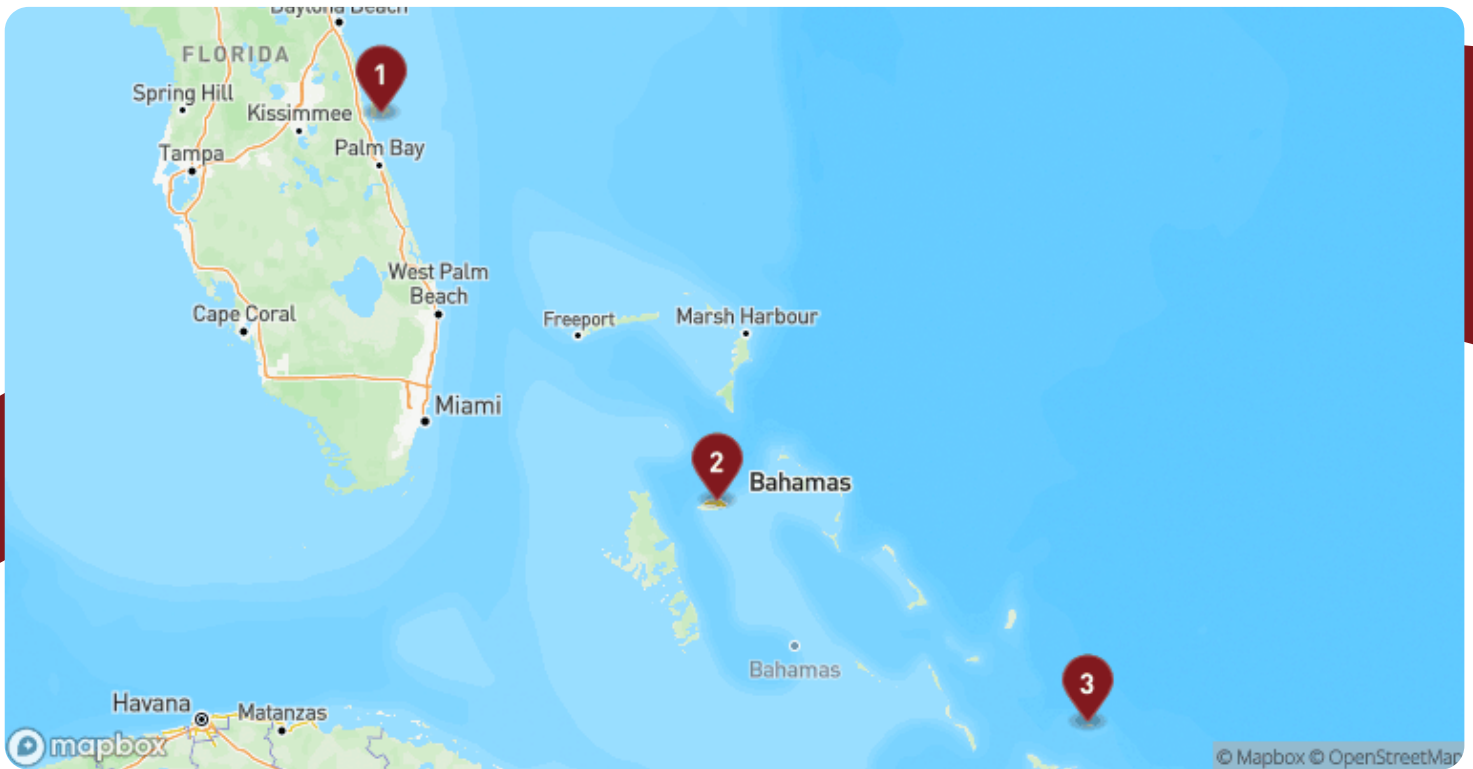 Daytona Beach
FLORIDA
1
Spring Hill
Kissimmee
Palm Bay
Tampa
West Palm
Beach
Cape Coral
Freeport
Marsh Harbour
Miami
2
Bahamas
Bahamas
3
Havana
Matanzas
mapbox
© Mapbox © OpenStreetMap